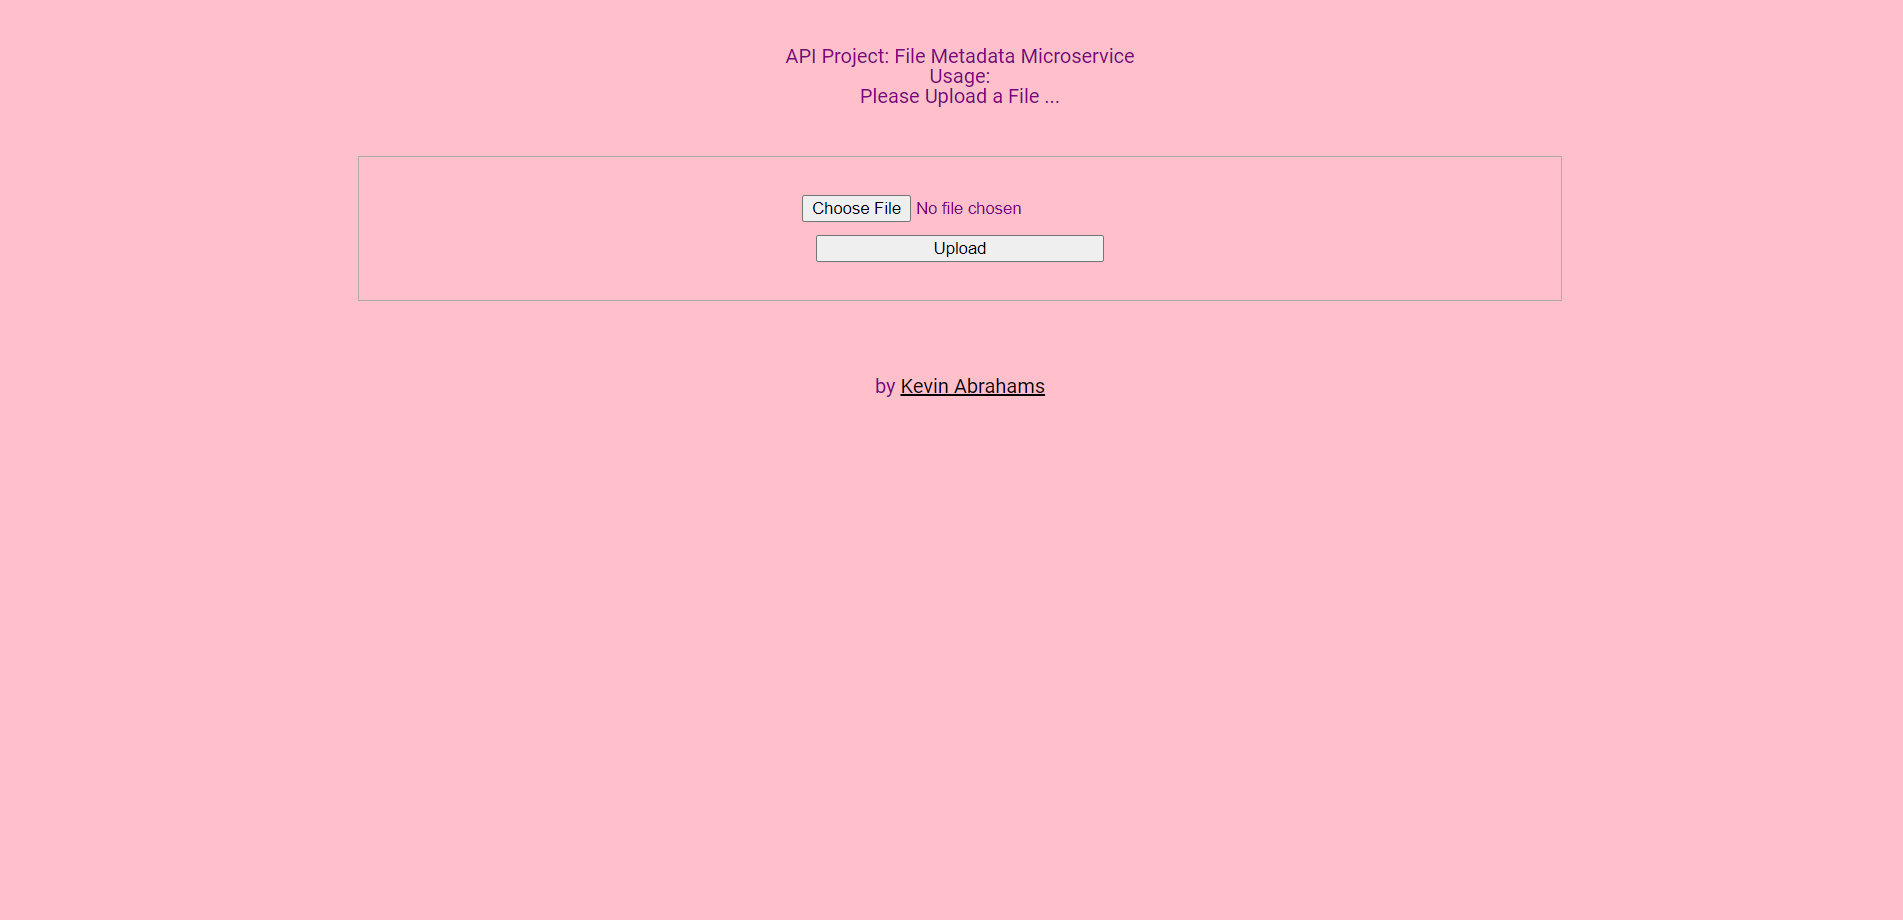 API Project: File Metadata Microservice
Usage:
Please Upload a File ...
Choose File No file chosen
Upload
by Kevin Abrahams